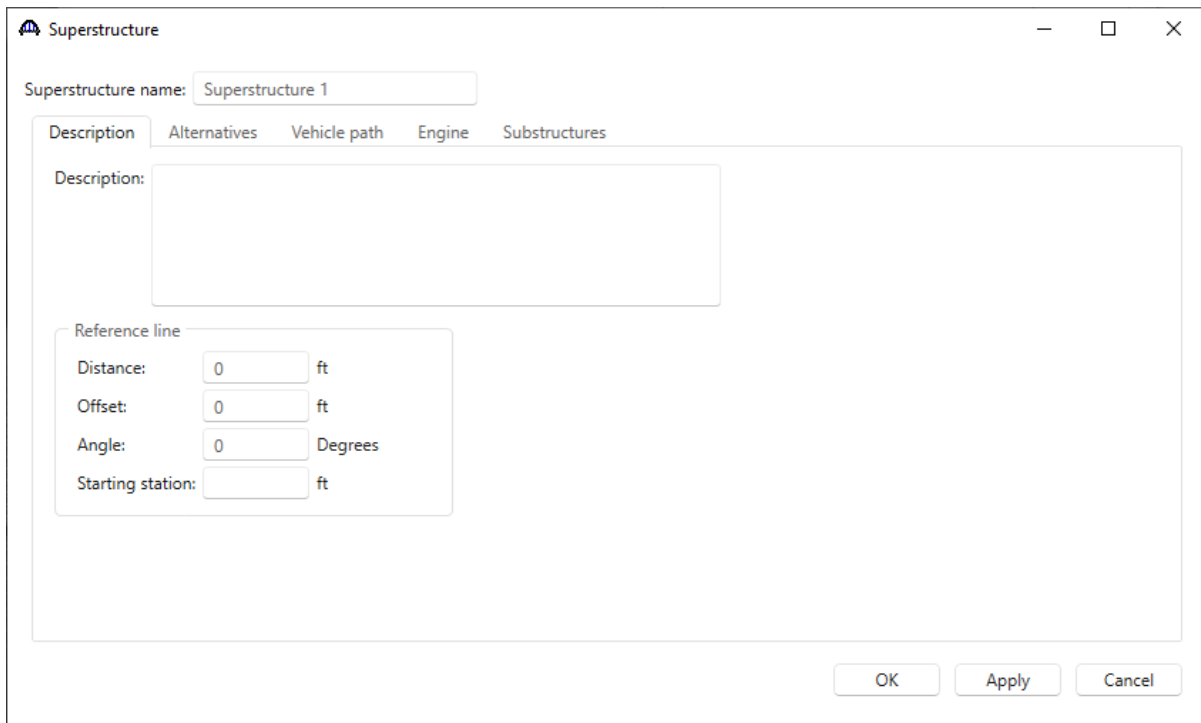 Superstructure
Superstructure name: Superstructure 1
Description Alternatives Vehicle path Engine Substructures
Description:
Reference line
Distance: 0 ft
Offset: 0 ft
Angle: 0 Degrees
Starting station: ft
OK Apply Cancel